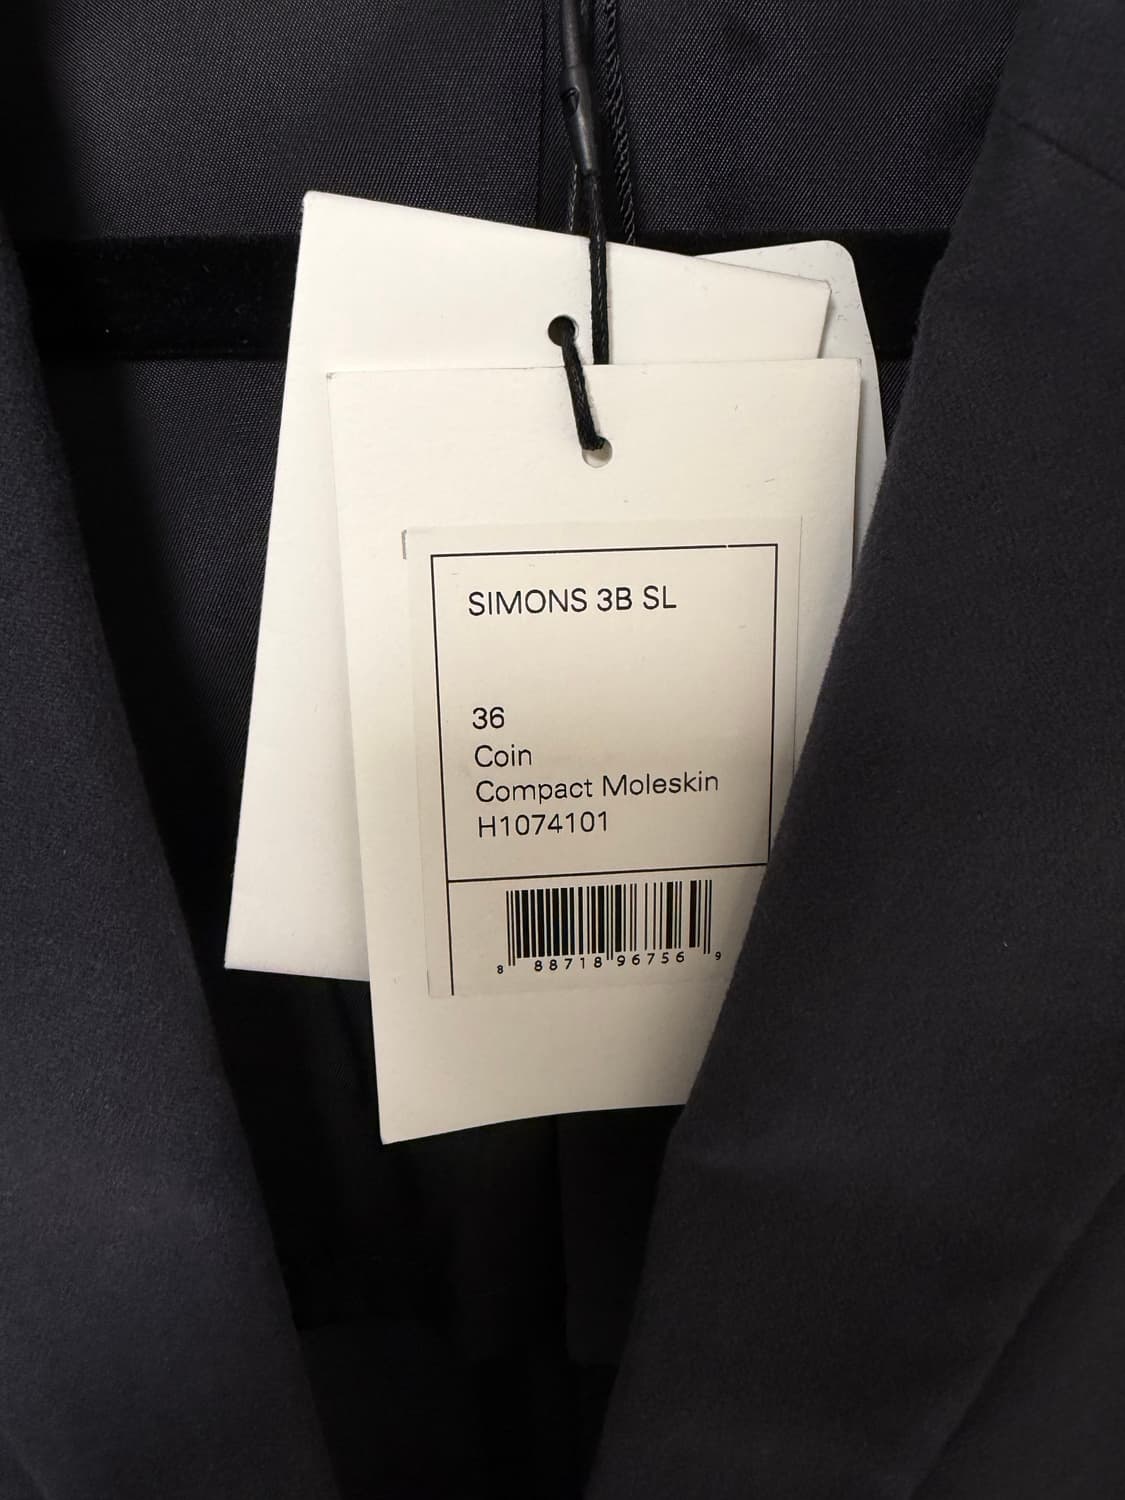 SIMONS 3B SL
36
Coin
Compact Moleskin
H1074101
8 88718 96756 9